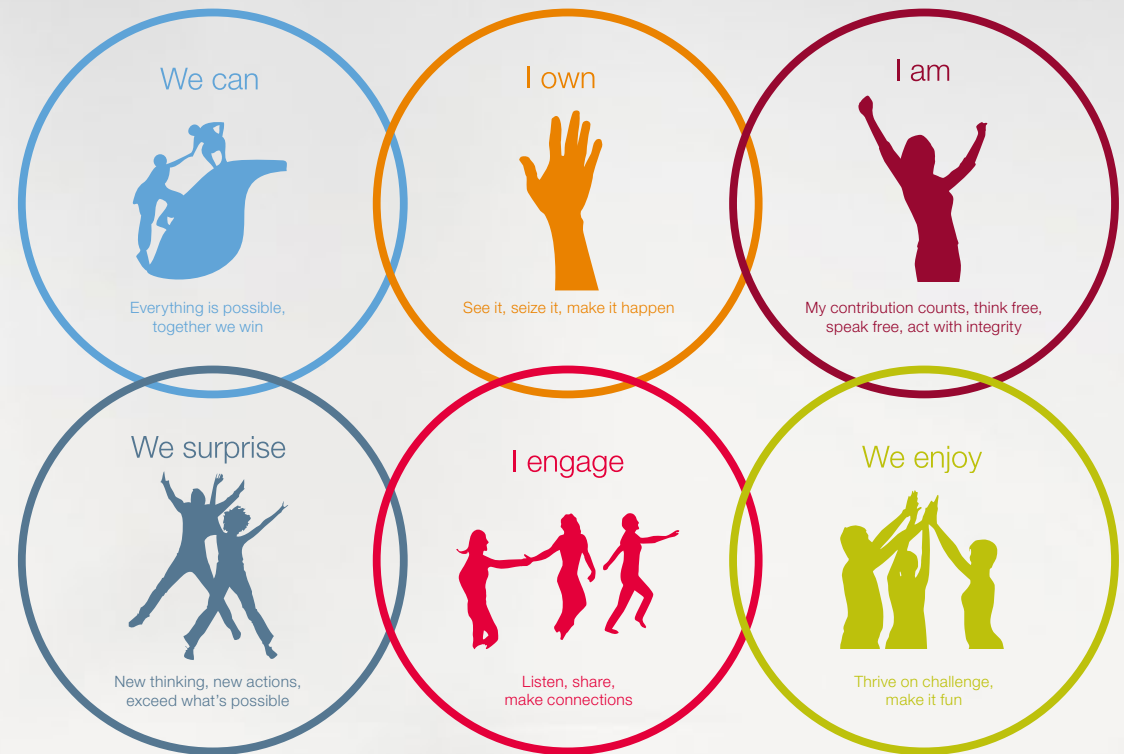 We can
Everything is possible,
together we win
I own
See it, seize it, make it happen
I am
My contribution counts, think free,
speak free, act with integrity
We surprise
New thinking, new actions,
exceed what's possible
I engage
Listen, share,
make connections
We enjoy
Thrive on challenge,
make it fun